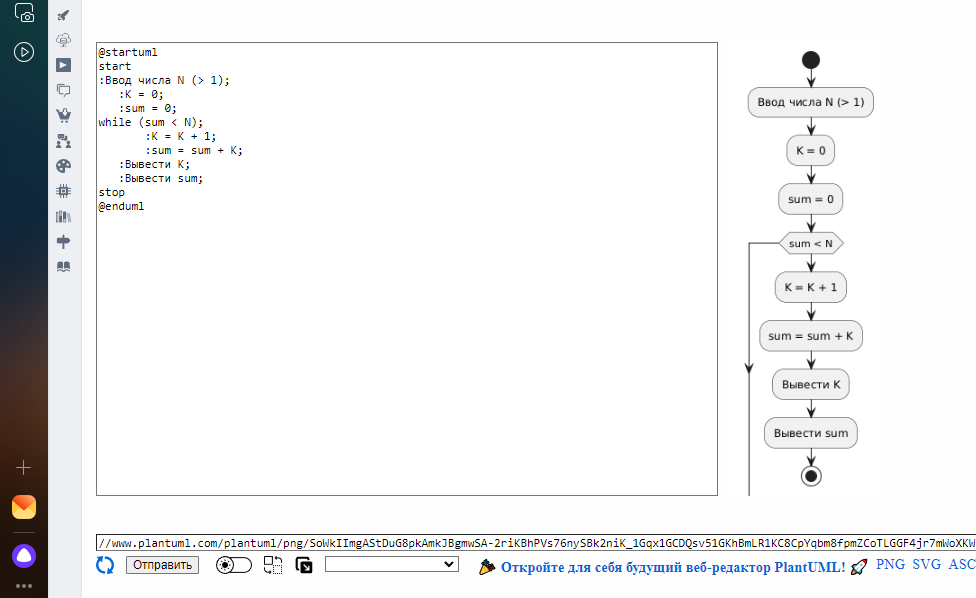 @startuml
start
:Ввод числа N (> 1);
:K = 0;
:sum = 0;
while (sum < N);
:K = K + 1;
:sum = sum + K;
:Вывести K;
:Вывести sum;
stop
@enduml
Ввод числа N (> 1)
K = 0
sum = 0
sum < N
K = K + 1
sum = sum + K
Вывести K
Вывести sum
//www.plantuml.com/plantuml/png/SoWkIImgAStDuG8pkAmkJBgmwSA-2riKBhPVs76nySBk2niK_1Gqx1GCDQsv51GKhBmLR1KC8CpYqbm8fpmZCoTLGGF4jr7mWoXKW
Отправить
Откройте для себя будущий веб-редактор PlantUML!
PNG SVG ASC